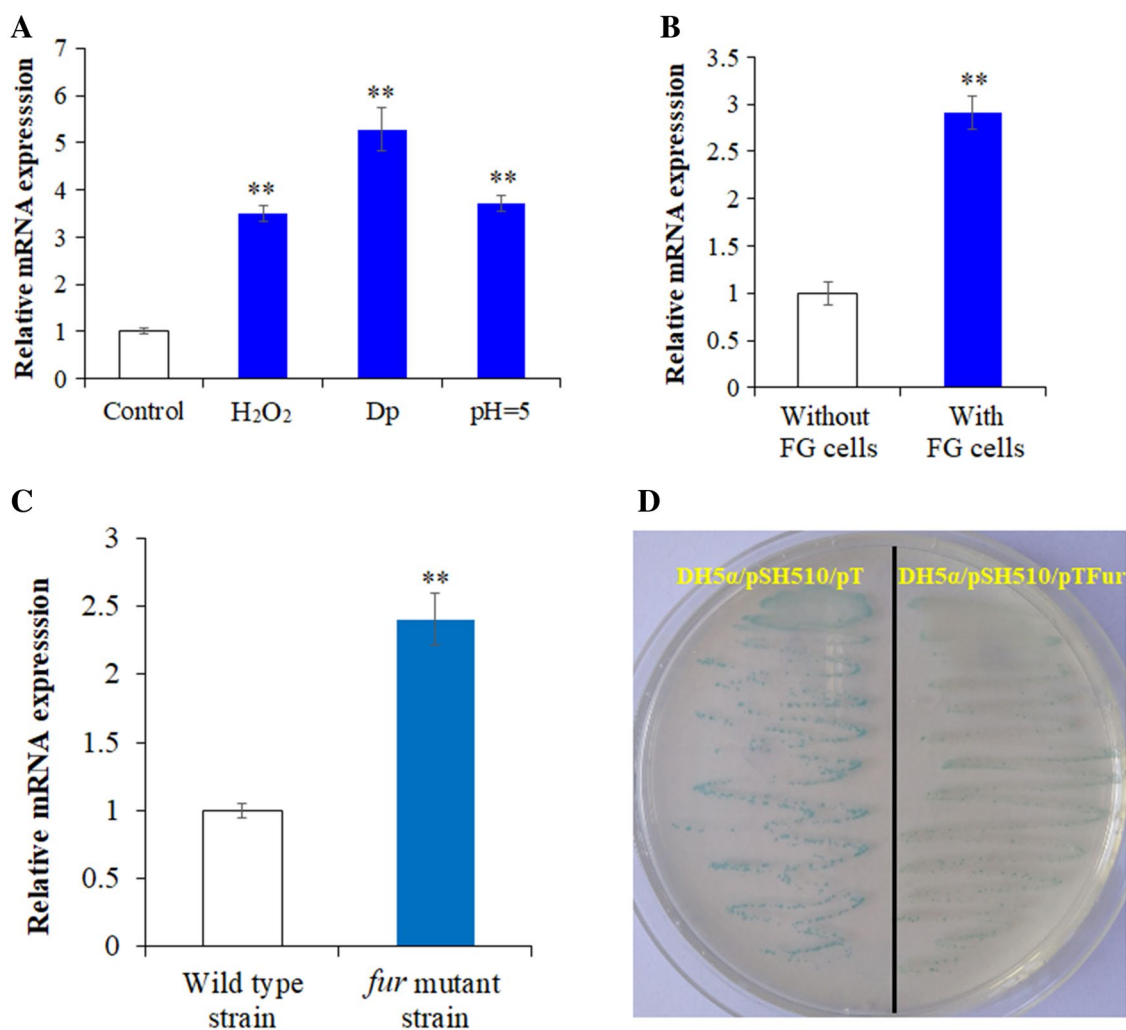 A
Relative mRNA expresssion
7
6
5
4
3
2
1
0
**
**
**
Control
H₂O₂
Dp
pH=5
B
Relative mRNA expresssion
3.5
3
2.5
2
1.5
1
0.5
0
**
Without
FG cells
With
FG cells
C
Relative mRNA expresssion
3
2.5
2
1.5
1
0.5
0
**
Wild type
strain
fur mutant
strain
D
DH5α/pSH510/pT
DH5α/pSH510/pTFur